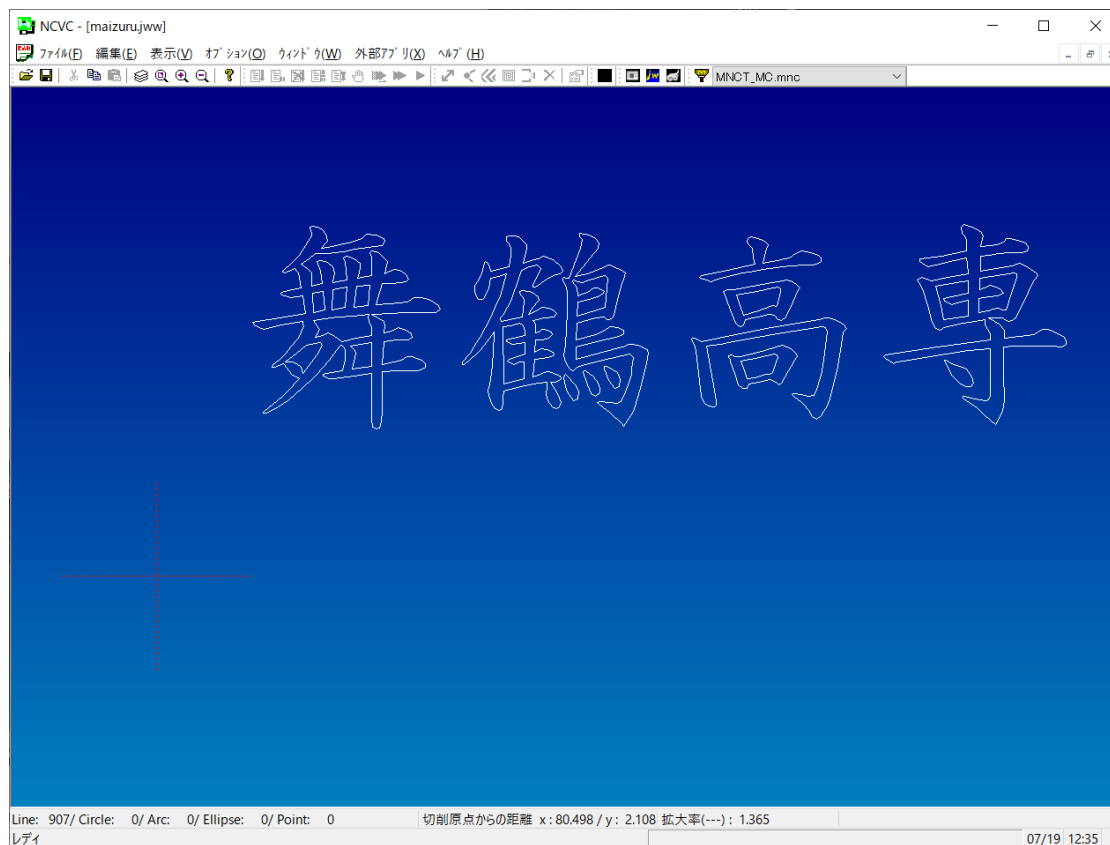 NCVC - [maizuru.jww]
ファイル(F) 編集(E) 表示(V) オプション(O) ウィンドウ(W) 外部アプリ(X) ヘルプ(H)
MNCT_MC.mnc
舞鶴高専
Line: 907/ Circle: 0/ Arc: 0/ Ellipse: 0/ Point: 0 切削原点からの距離 x : 80.498 / y : 2.108 拡大率(---) : 1.365
レディ 07/19 12:35